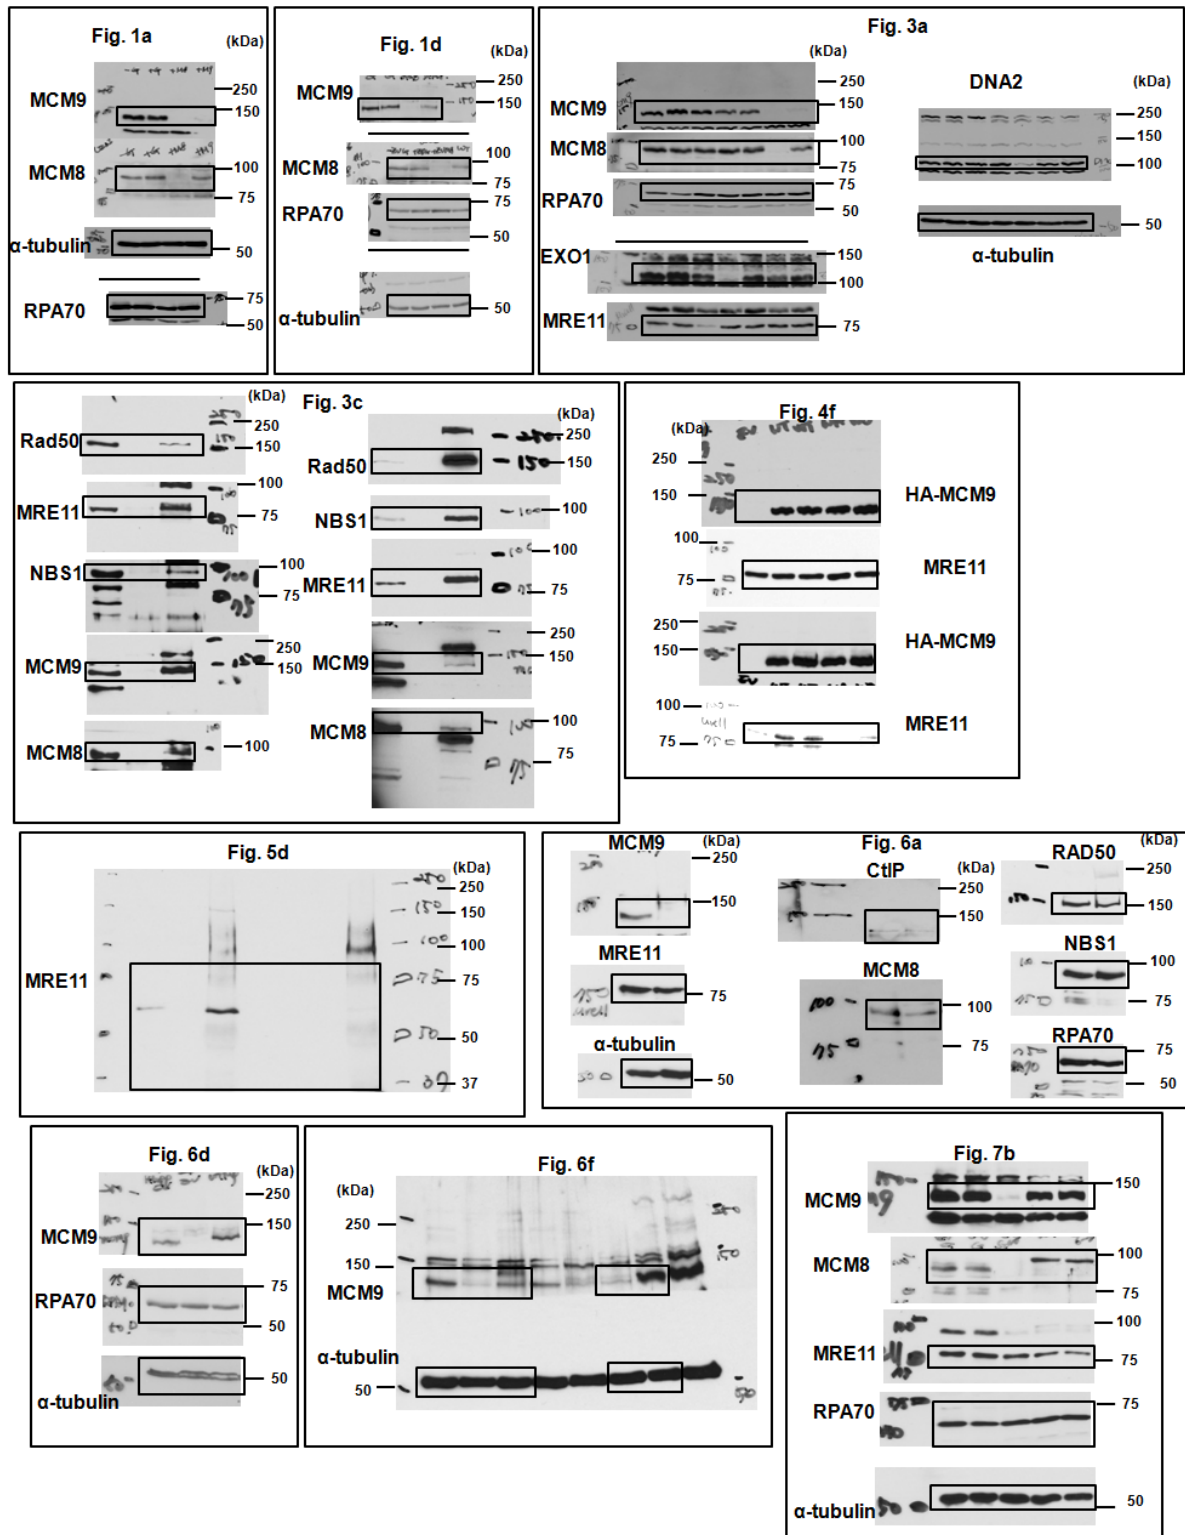 Fig. 1a
(kDa)
MCM9
250
150
MCM8
100
75
α-tubulin
50
RPA70
75
50
Fig. 1d
(kDa)
MCM9
250
150
MCM8
100
75
RPA70
75
50
α-tubulin
50
Fig. 3a
(kDa)
MCM9
250
150
MCM8
100
75
RPA70
75
50
EXO1
150
100
MRE11
75
DNA2
(kDa)
250
150
100
50
α-tubulin
Fig. 3c
(kDa)
Rad50
250
150
MRE11
100
75
NBS1
100
75
MCM9
250
150
MCM8
100
(kDa)
Rad50
250
150
NBS1
100
MRE11
100
75
MCM9
250
150
MCM8
100
75
Fig. 4f
(kDa)
250
150
HA-MCM9
100
75
MRE11
250
150
HA-MCM9
100
75
MRE11
Fig. 5d
(kDa)
250
150
100
MRE11
75
50
37
Fig. 6a
MCM9
(kDa)
250
150
MRE11
75
α-tubulin
50
CtIP
(kDa)
250
150
MCM8
100
75
RAD50
250
150
NBS1
100
75
RPA70
75
50
Fig. 6d
(kDa)
250
MCM9
150
RPA70
75
50
α-tubulin
50
Fig. 6f
(kDa)
250
150
MCM9
α-tubulin
50
Fig. 7b
MCM9
150
MCM8
100
75
MRE11
100
75
RPA70
75
α-tubulin
50